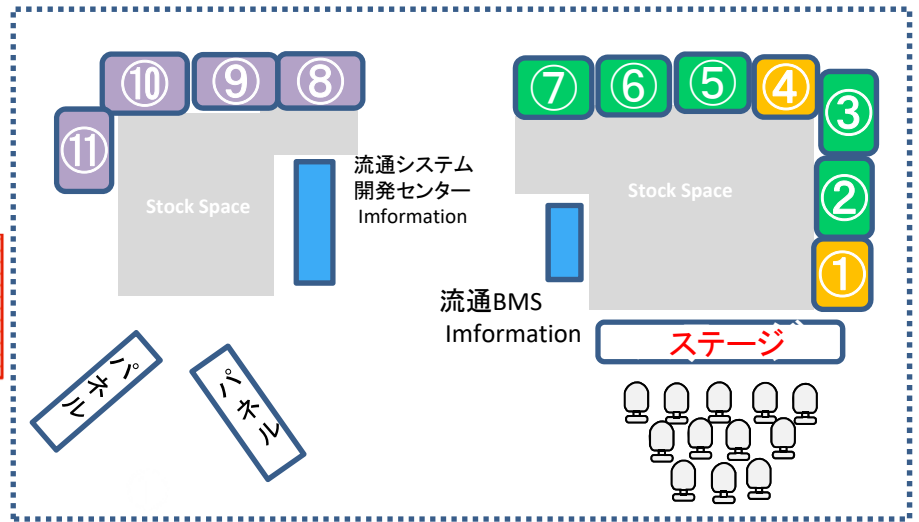 ⑩ ⑨ ⑧
⑪
Stock Space
流通システム
開発センター
Imformation
⑦ ⑥ ⑤ ④
③
②
①
Stock Space
流通BMS
Imformation
ステージ
パネル
パネル